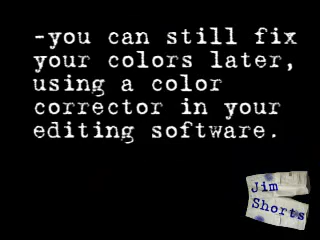 -you can still fix
your colors later,
using a color
corrector in your
editing software.
Jim
Shorts